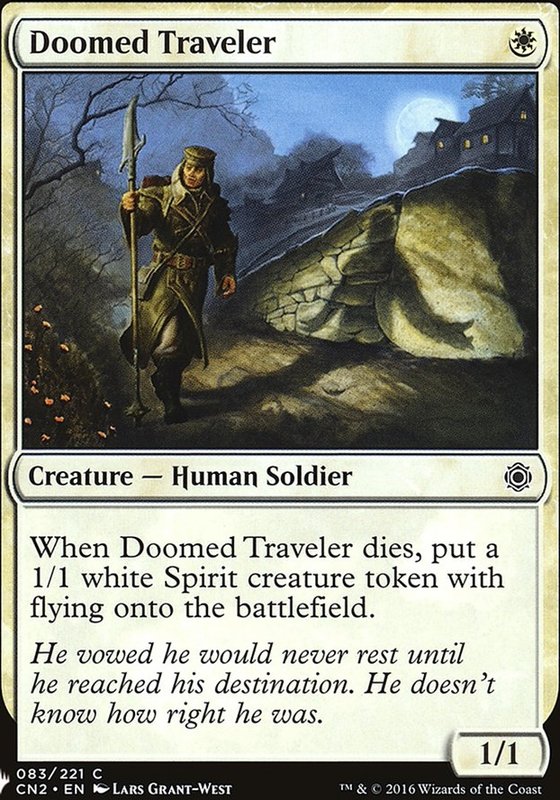 Doomed Traveler
Creature — Human Soldier
When Doomed Traveler dies, put a
1/1 white Spirit creature token with
flying onto the battlefield.
He vowed he would never rest until
he reached his destination. He doesn't
know how right he was.
1/1
083/221 C
CN2 • EN Lars Grant-West
™ & © 2016 Wizards of the Coast